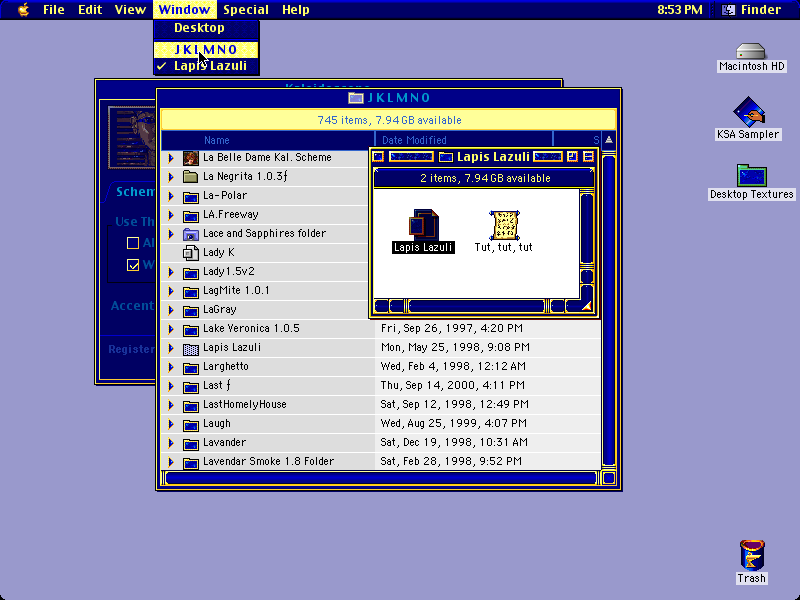 File Edit View Window Special Help 8:53 PM Finder
Desktop
JKLMNO
Lapis Lazuli
Macintosh HD
KSA Sampler
Desktop Textures
Trash
Kaleidoscope
Schem
Use Th
Al
W
Accent
Register
JKLMNO
745 items, 7.94 GB available
Name Date Modified S
La Belle Dame Kal. Scheme
La Negrita 1.0.3ƒ
La-Polar
LA.Freeway
Lace and Sapphires folder
Lady K
Lady1.5v2
LagMite 1.0.1
LaGray
Lake Veronica 1.0.5 Fri, Sep 26, 1997, 4:20 PM
Lapis Lazuli Mon, May 25, 1998, 9:08 PM
Larghetto Wed, Feb 4, 1998, 12:12 AM
Last ƒ Thu, Sep 14, 2000, 4:11 PM
LastHomelyHouse Sat, Sep 12, 1998, 12:49 PM
Laugh Wed, Aug 25, 1999, 4:07 PM
Lavander Sat, Dec 19, 1998, 10:31 AM
Lavendar Smoke 1.8 Folder Sat, Feb 28, 1998, 9:52 PM
Lapis Lazuli
2 items, 7.94 GB available
Lapis Lazuli
Tut, tut, tut